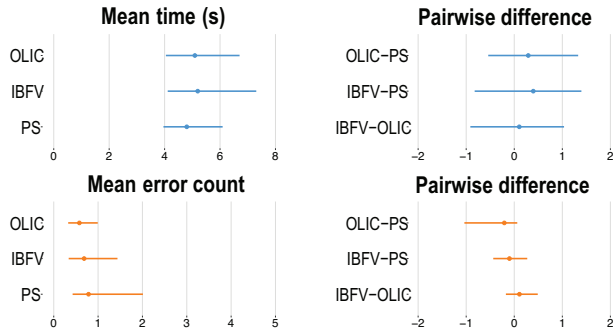 Mean time (s)
OLIC
IBFV
PS
0 2 4 6 8
Pairwise difference
OLIC-PS
IBFV-PS
IBFV-OLIC
−2 −1 0 1 2
Mean error count
OLIC
IBFV
PS
0 1 2 3 4 5
Pairwise difference
OLIC-PS
IBFV-PS
IBFV-OLIC
−2 −1 0 1 2